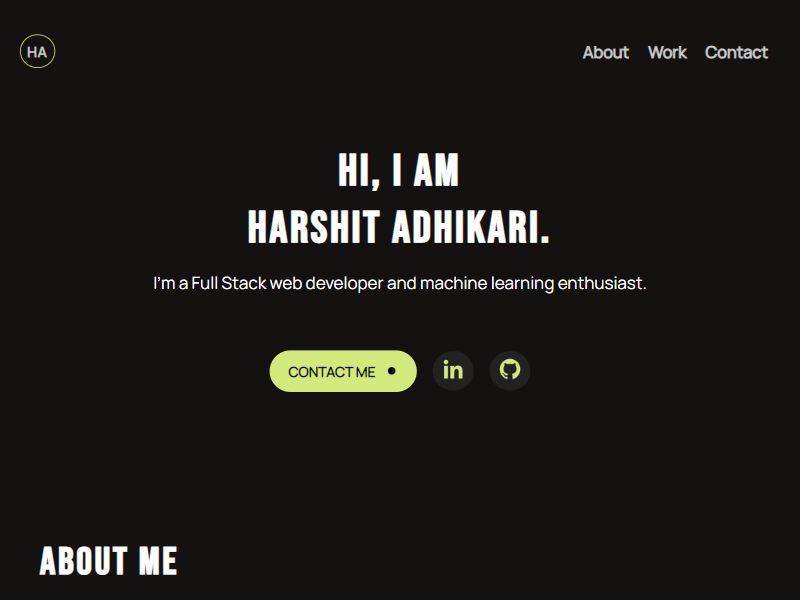 HA
About Work Contact
HI, I AM
HARSHIT ADHIKARI.
I'm a Full Stack web developer and machine learning enthusiast.
CONTACT ME
in
ABOUT ME